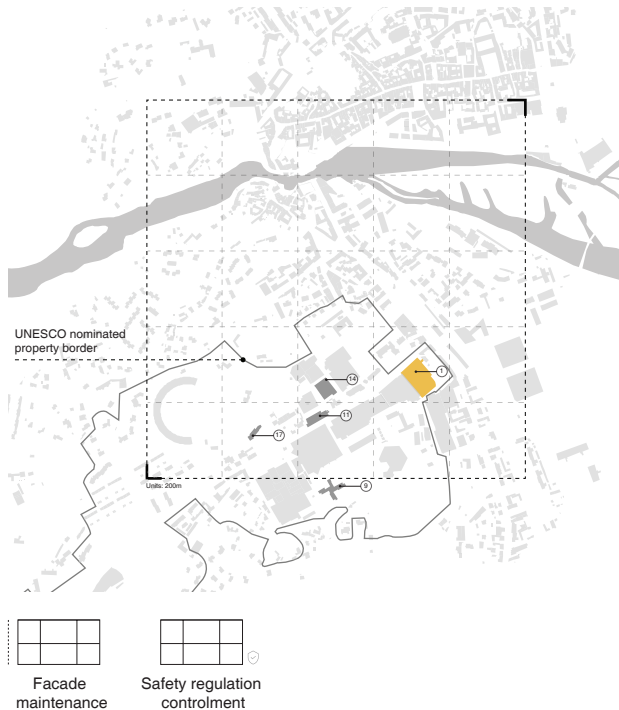 UNESCO nominated
property border
1
14
11
17
9
Units: 200m
Facade
maintenance
Safety regulation
controlment